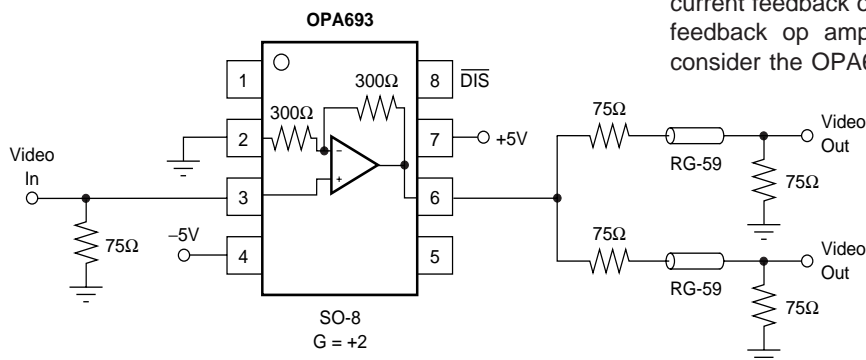 current feedback o
feedback op amp
consider the OPA6
OPA693
1
8 DIS
300Ω
300Ω
2
7
+5V
Video
In
3
6
75Ω
−5V
4
5
SO-8
G = +2
75Ω
RG-59
Video
Out
75Ω
75Ω
RG-59
Video
Out
75Ω
−
+